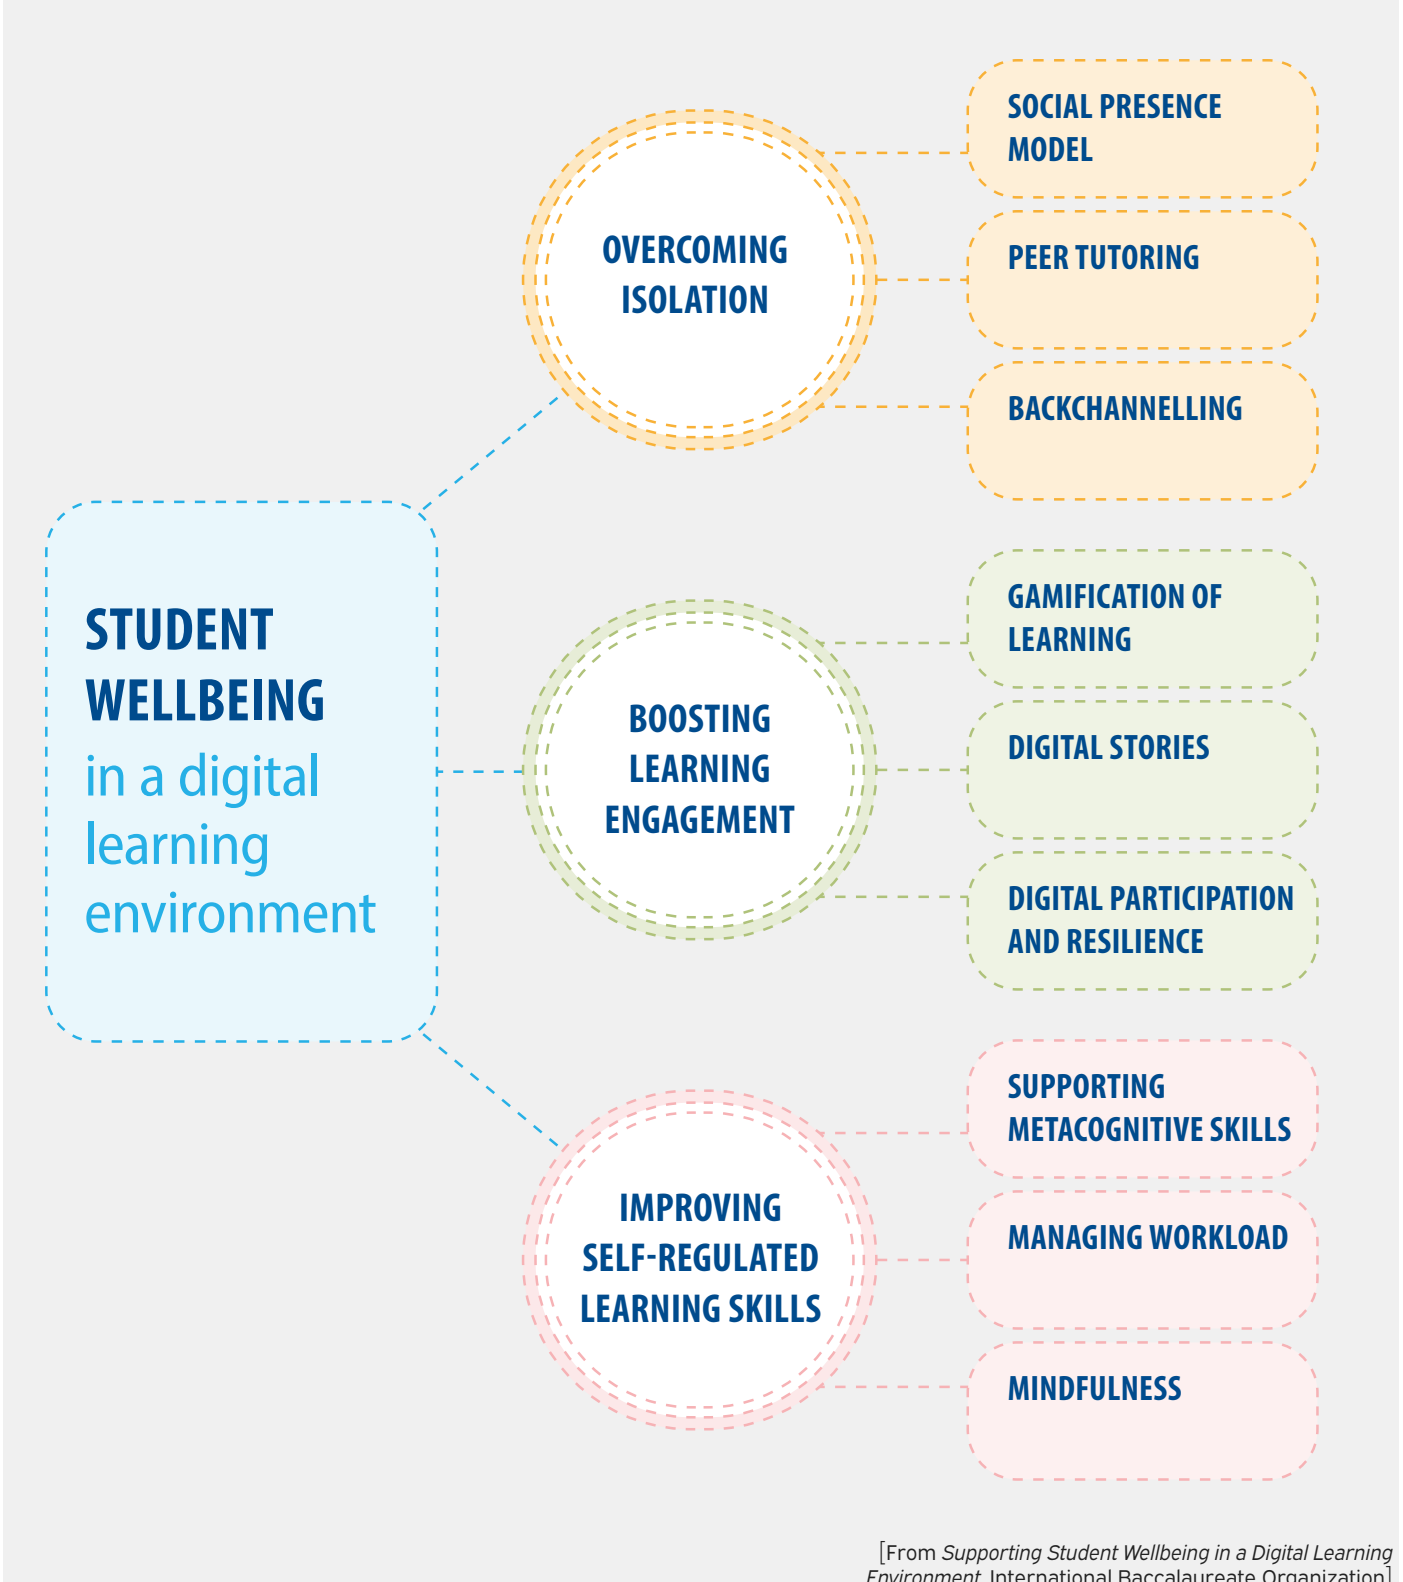 STUDENT
WELLBEING
in a digital
learning
environment
OVERCOMING
ISOLATION
SOCIAL PRESENCE
MODEL
PEER TUTORING
BACKCHANNELLING
BOOSTING
LEARNING
ENGAGEMENT
GAMIFICATION OF
LEARNING
DIGITAL STORIES
DIGITAL PARTICIPATION
AND RESILIENCE
IMPROVING
SELF-REGULATED
LEARNING SKILLS
SUPPORTING
METACOGNITIVE SKILLS
MANAGING WORKLOAD
MINDFULNESS
[From Supporting Student Wellbeing in a Digital Learning
Environment, International Baccalaureate Organization]